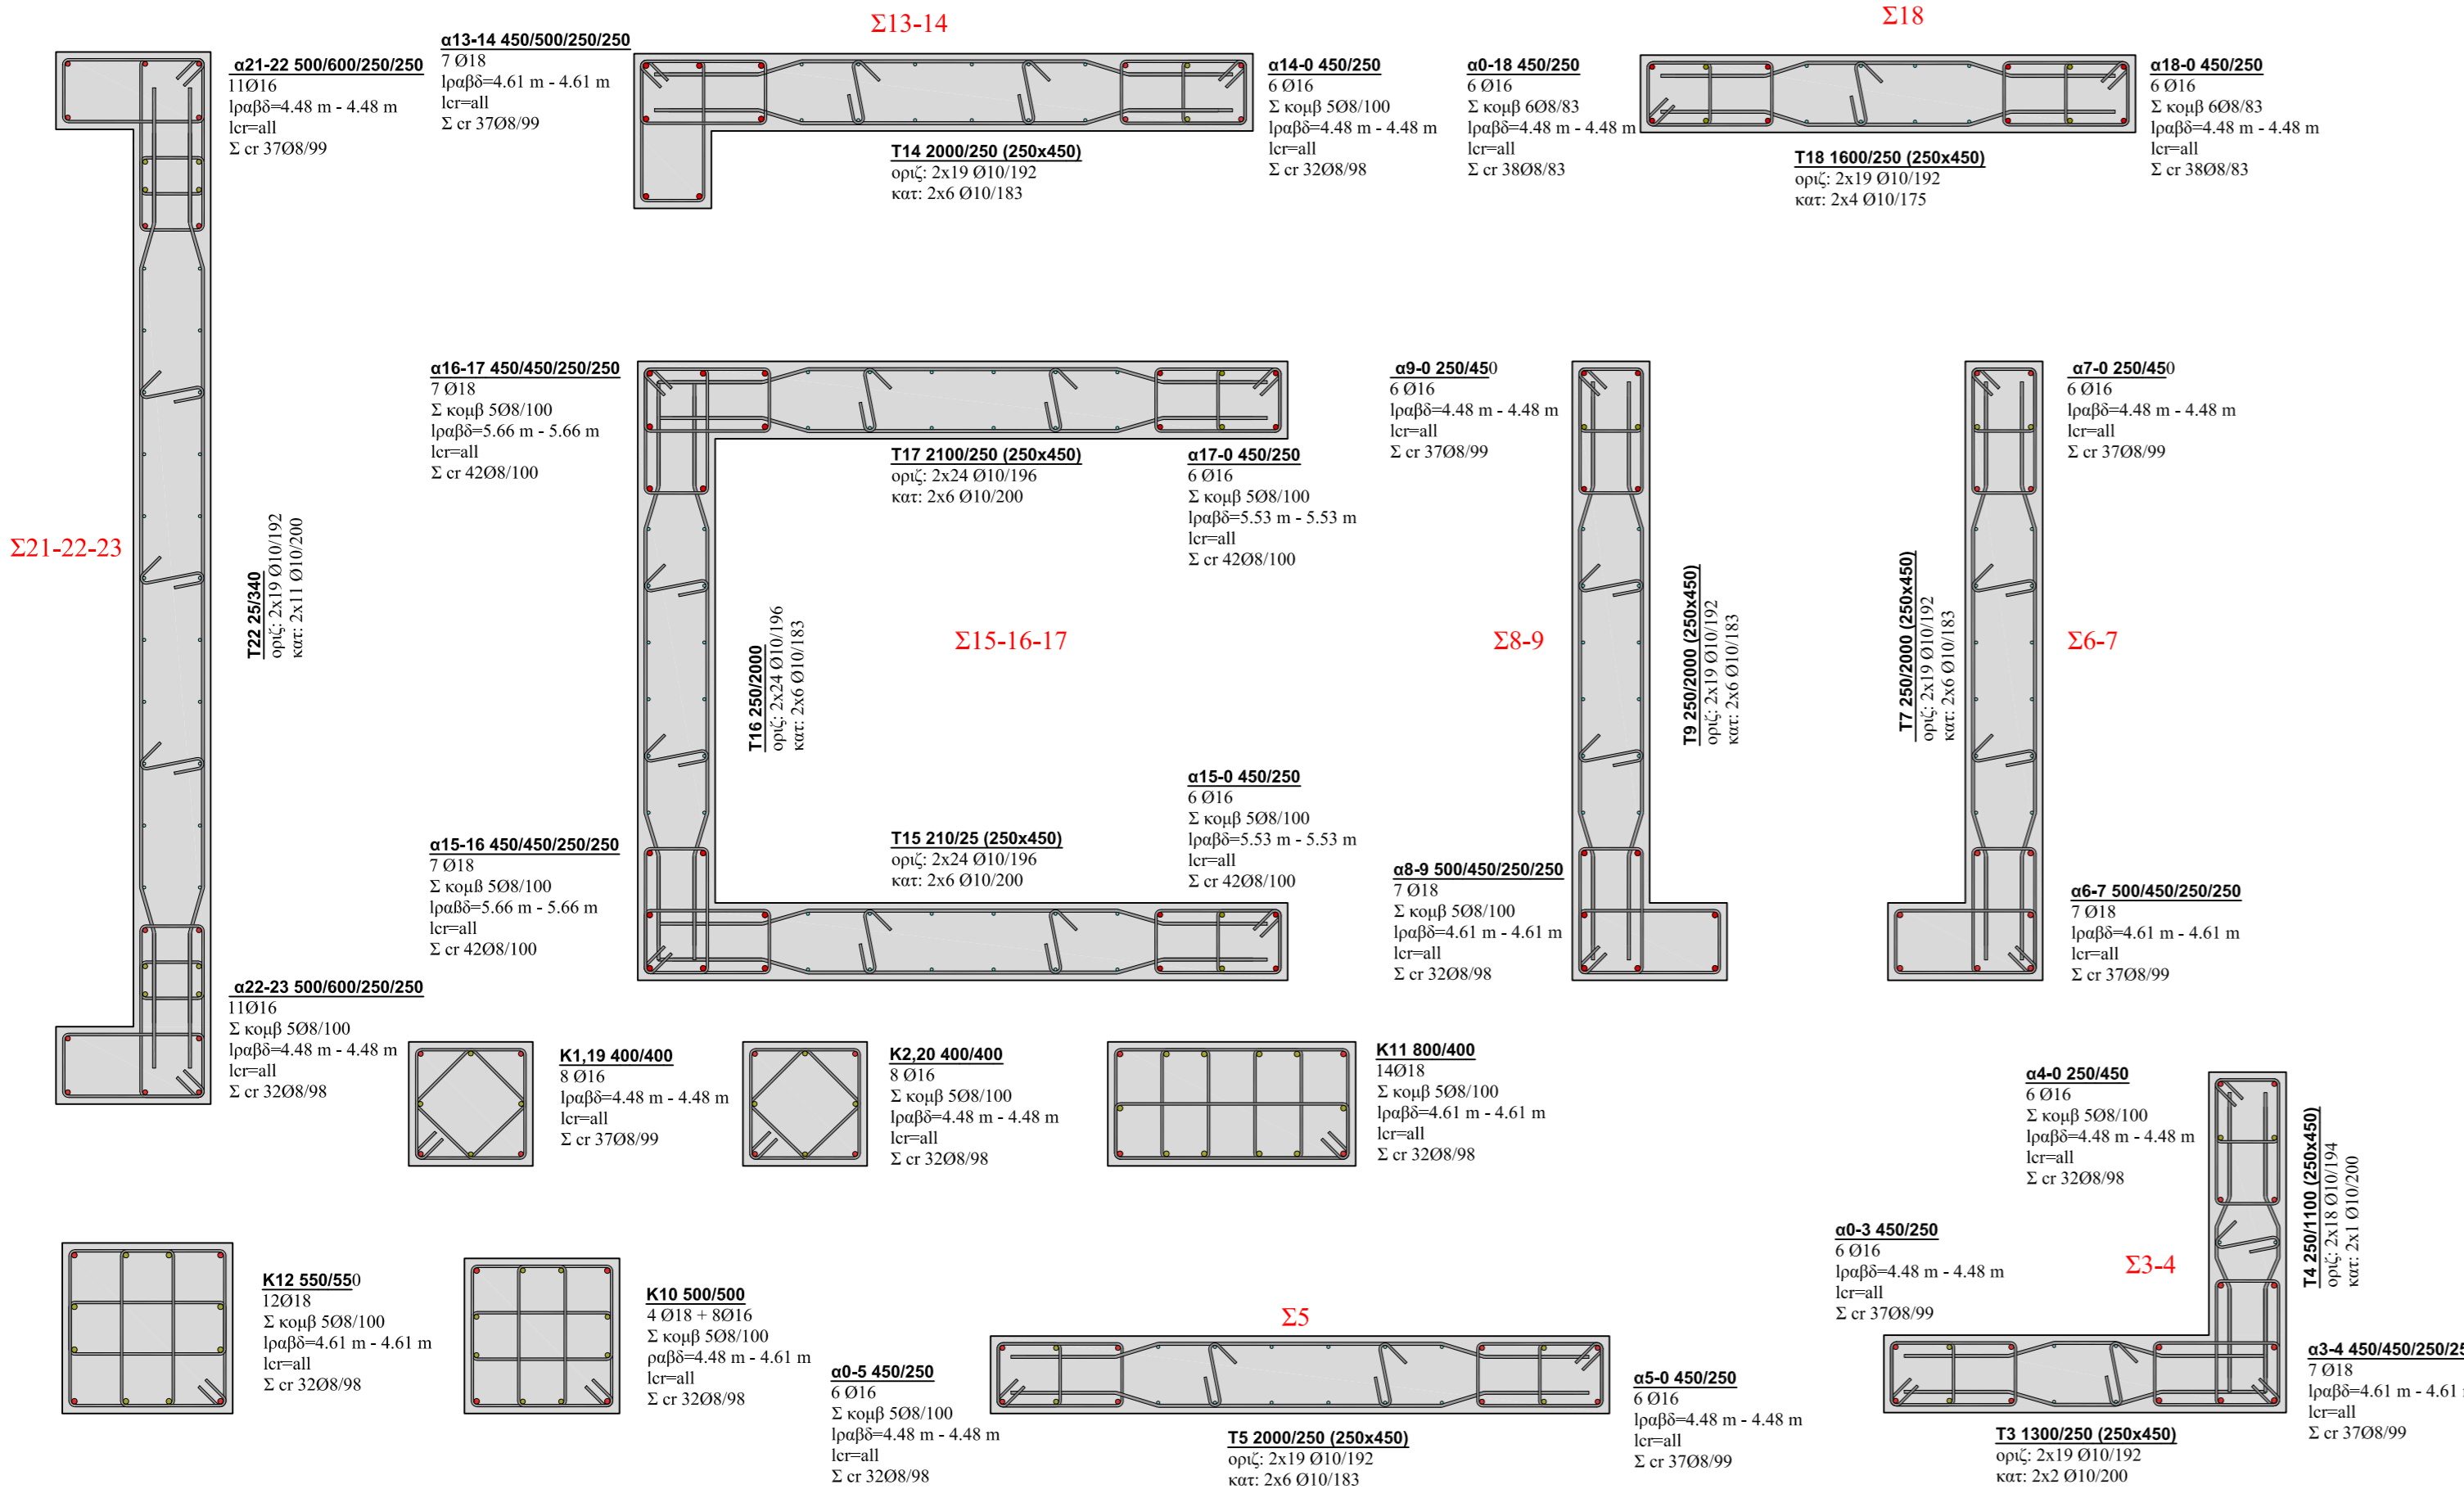 Σ13-14
Σ18
α21-22 500/600/250/250
11Ø16
lραβδ=4.48 m - 4.48 m
lcr=all
Σ cr 37Ø8/99
α13-14 450/500/250/250
7 Ø18
lραβδ=4.61 m - 4.61 m
lcr=all
Σ cr 37Ø8/99
T14 2000/250 (250x450)
οριζ: 2x19 Ø10/192
κατ: 2x6 Ø10/183
α14-0 450/250
6 Ø16
Σ κομβ 5Ø8/100
lραβδ=4.48 m - 4.48 m
lcr=all
Σ cr 32Ø8/98
α0-18 450/250
6 Ø16
Σ κομβ 6Ø8/83
lραβδ=4.48 m - 4.48 m
lcr=all
Σ cr 38Ø8/83
T18 1600/250 (250x450)
οριζ: 2x19 Ø10/192
κατ: 2x4 Ø10/175
α18-0 450/250
6 Ø16
Σ κομβ 6Ø8/83
lραβδ=4.48 m - 4.48 m
lcr=all
Σ cr 38Ø8/83
Σ21-22-23
T22 25/340
οριζ: 2x19 Ø10/192
κατ: 2x11 Ø10/200
α16-17 450/450/250/250
7 Ø18
Σ κομβ 5Ø8/100
lραβδ=5.66 m - 5.66 m
lcr=all
Σ cr 42Ø8/100
T17 2100/250 (250x450)
οριζ: 2x24 Ø10/196
κατ: 2x6 Ø10/200
α17-0 450/250
6 Ø16
Σ κομβ 5Ø8/100
lραβδ=5.53 m - 5.53 m
lcr=all
Σ cr 42Ø8/100
T16 250/2000
οριζ: 2x24 Ø10/196
κατ: 2x6 Ø10/183
Σ15-16-17
α15-16 450/450/250/250
7 Ø18
Σ κομβ 5Ø8/100
lραβδ=5.66 m - 5.66 m
lcr=all
Σ cr 42Ø8/100
T15 210/25 (250x450)
οριζ: 2x24 Ø10/196
κατ: 2x6 Ø10/200
α15-0 450/250
6 Ø16
Σ κομβ 5Ø8/100
lραβδ=5.53 m - 5.53 m
lcr=all
Σ cr 42Ø8/100
α9-0 250/450
6 Ø16
lραβδ=4.48 m - 4.48 m
lcr=all
Σ cr 37Ø8/99
Σ8-9
T9 250/2000 (250x450)
οριζ: 2x19 Ø10/192
κατ: 2x6 Ø10/183
α8-9 500/450/250/250
7 Ø18
Σ κομβ 5Ø8/100
lραβδ=4.61 m - 4.61 m
lcr=all
Σ cr 32Ø8/98
α7-0 250/450
6 Ø16
lραβδ=4.48 m - 4.48 m
lcr=all
Σ cr 37Ø8/99
T7 250/2000 (250x450)
οριζ: 2x19 Ø10/192
κατ: 2x6 Ø10/183
Σ6-7
α6-7 500/450/250/250
7 Ø18
lραβδ=4.61 m - 4.61 m
lcr=all
Σ cr 37Ø8/99
α22-23 500/600/250/250
11Ø16
Σ κομβ 5Ø8/100
lραβδ=4.48 m - 4.48 m
lcr=all
Σ cr 32Ø8/98
K1,19 400/400
8 Ø16
lραβδ=4.48 m - 4.48 m
lcr=all
Σ cr 37Ø8/99
K2,20 400/400
8 Ø16
Σ κομβ 5Ø8/100
lραβδ=4.48 m - 4.48 m
lcr=all
Σ cr 32Ø8/98
K11 800/400
14Ø18
Σ κομβ 5Ø8/100
lραβδ=4.61 m - 4.61 m
lcr=all
Σ cr 32Ø8/98
α4-0 250/450
6 Ø16
Σ κομβ 5Ø8/100
lραβδ=4.48 m - 4.48 m
lcr=all
Σ cr 32Ø8/98
T4 250/1100 (250x450)
οριζ: 2x18 Ø10/194
κατ: 2x1 Ø10/200
α0-3 450/250
6 Ø16
lραβδ=4.48 m - 4.48 m
lcr=all
Σ cr 37Ø8/99
Σ3-4
α3-4 450/450/250/25
7 Ø18
lραβδ=4.61 m - 4.61
lcr=all
Σ cr 37Ø8/99
T3 1300/250 (250x450)
οριζ: 2x19 Ø10/192
κατ: 2x2 Ø10/200
K12 550/550
12Ø18
Σ κομβ 5Ø8/100
lραβδ=4.61 m - 4.61 m
lcr=all
Σ cr 32Ø8/98
K10 500/500
4 Ø18 + 8Ø16
Σ κομβ 5Ø8/100
ραβδ=4.48 m - 4.61 m
lcr=all
Σ cr 32Ø8/98
α0-5 450/250
6 Ø16
Σ κομβ 5Ø8/100
lραβδ=4.48 m - 4.48 m
lcr=all
Σ cr 32Ø8/98
Σ5
T5 2000/250 (250x450)
οριζ: 2x19 Ø10/192
κατ: 2x6 Ø10/183
α5-0 450/250
6 Ø16
lραβδ=4.48 m - 4.48 m
lcr=all
Σ cr 37Ø8/99